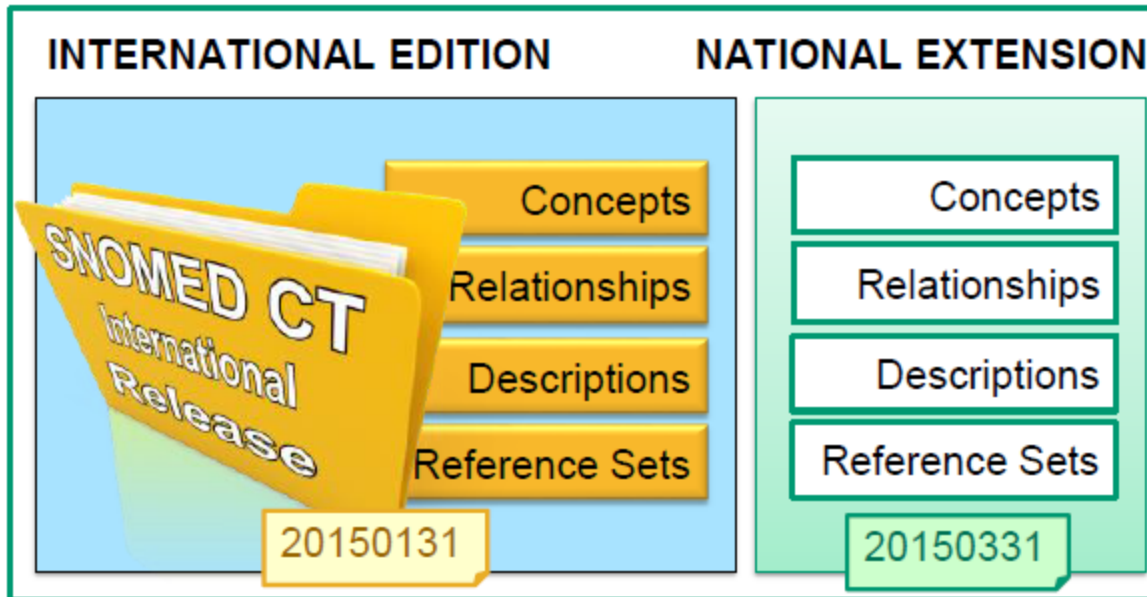 INTERNATIONAL EDITION
NATIONAL EXTENSION
SNOMED CT
International
Release
Concepts
Relationships
Descriptions
Reference Sets
20150131
Concepts
Relationships
Descriptions
Reference Sets
20150331